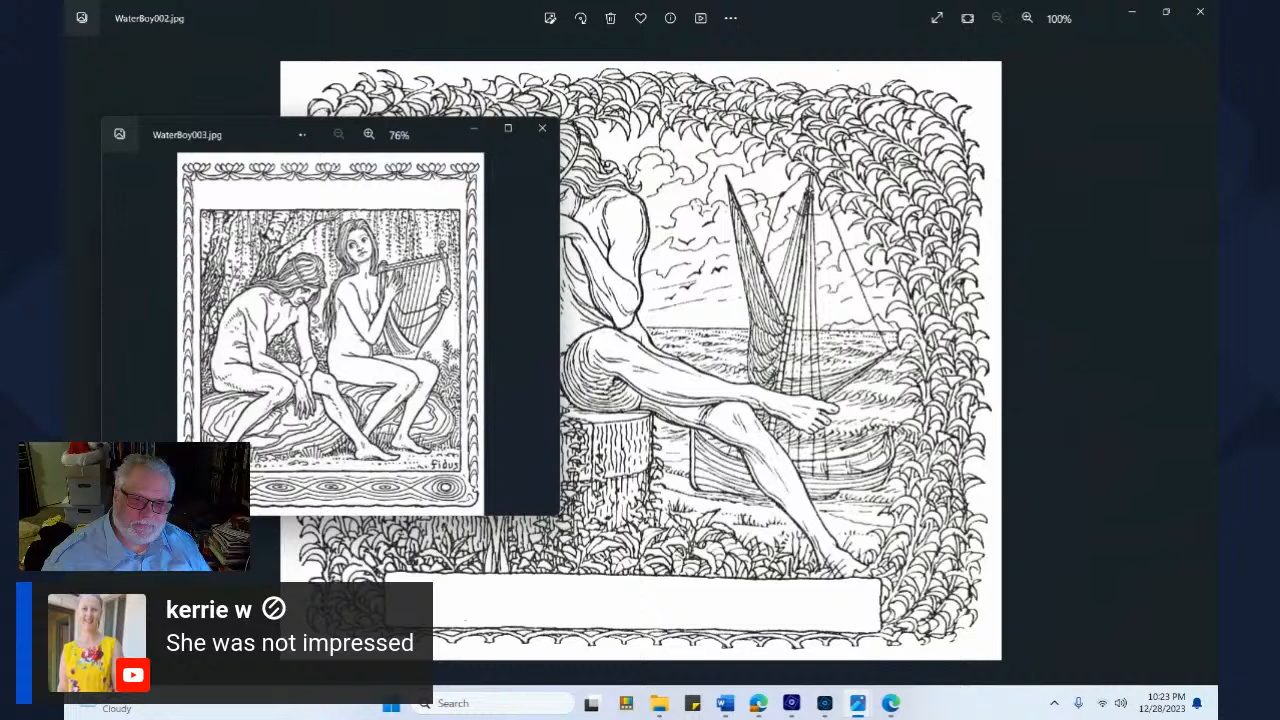 WaterBoy002.jpg
100%
WaterBoy003.jpg
76%
fidus
kerrie w
She was not impressed
Cloudy
Search
10:23 PM
12/28/2023